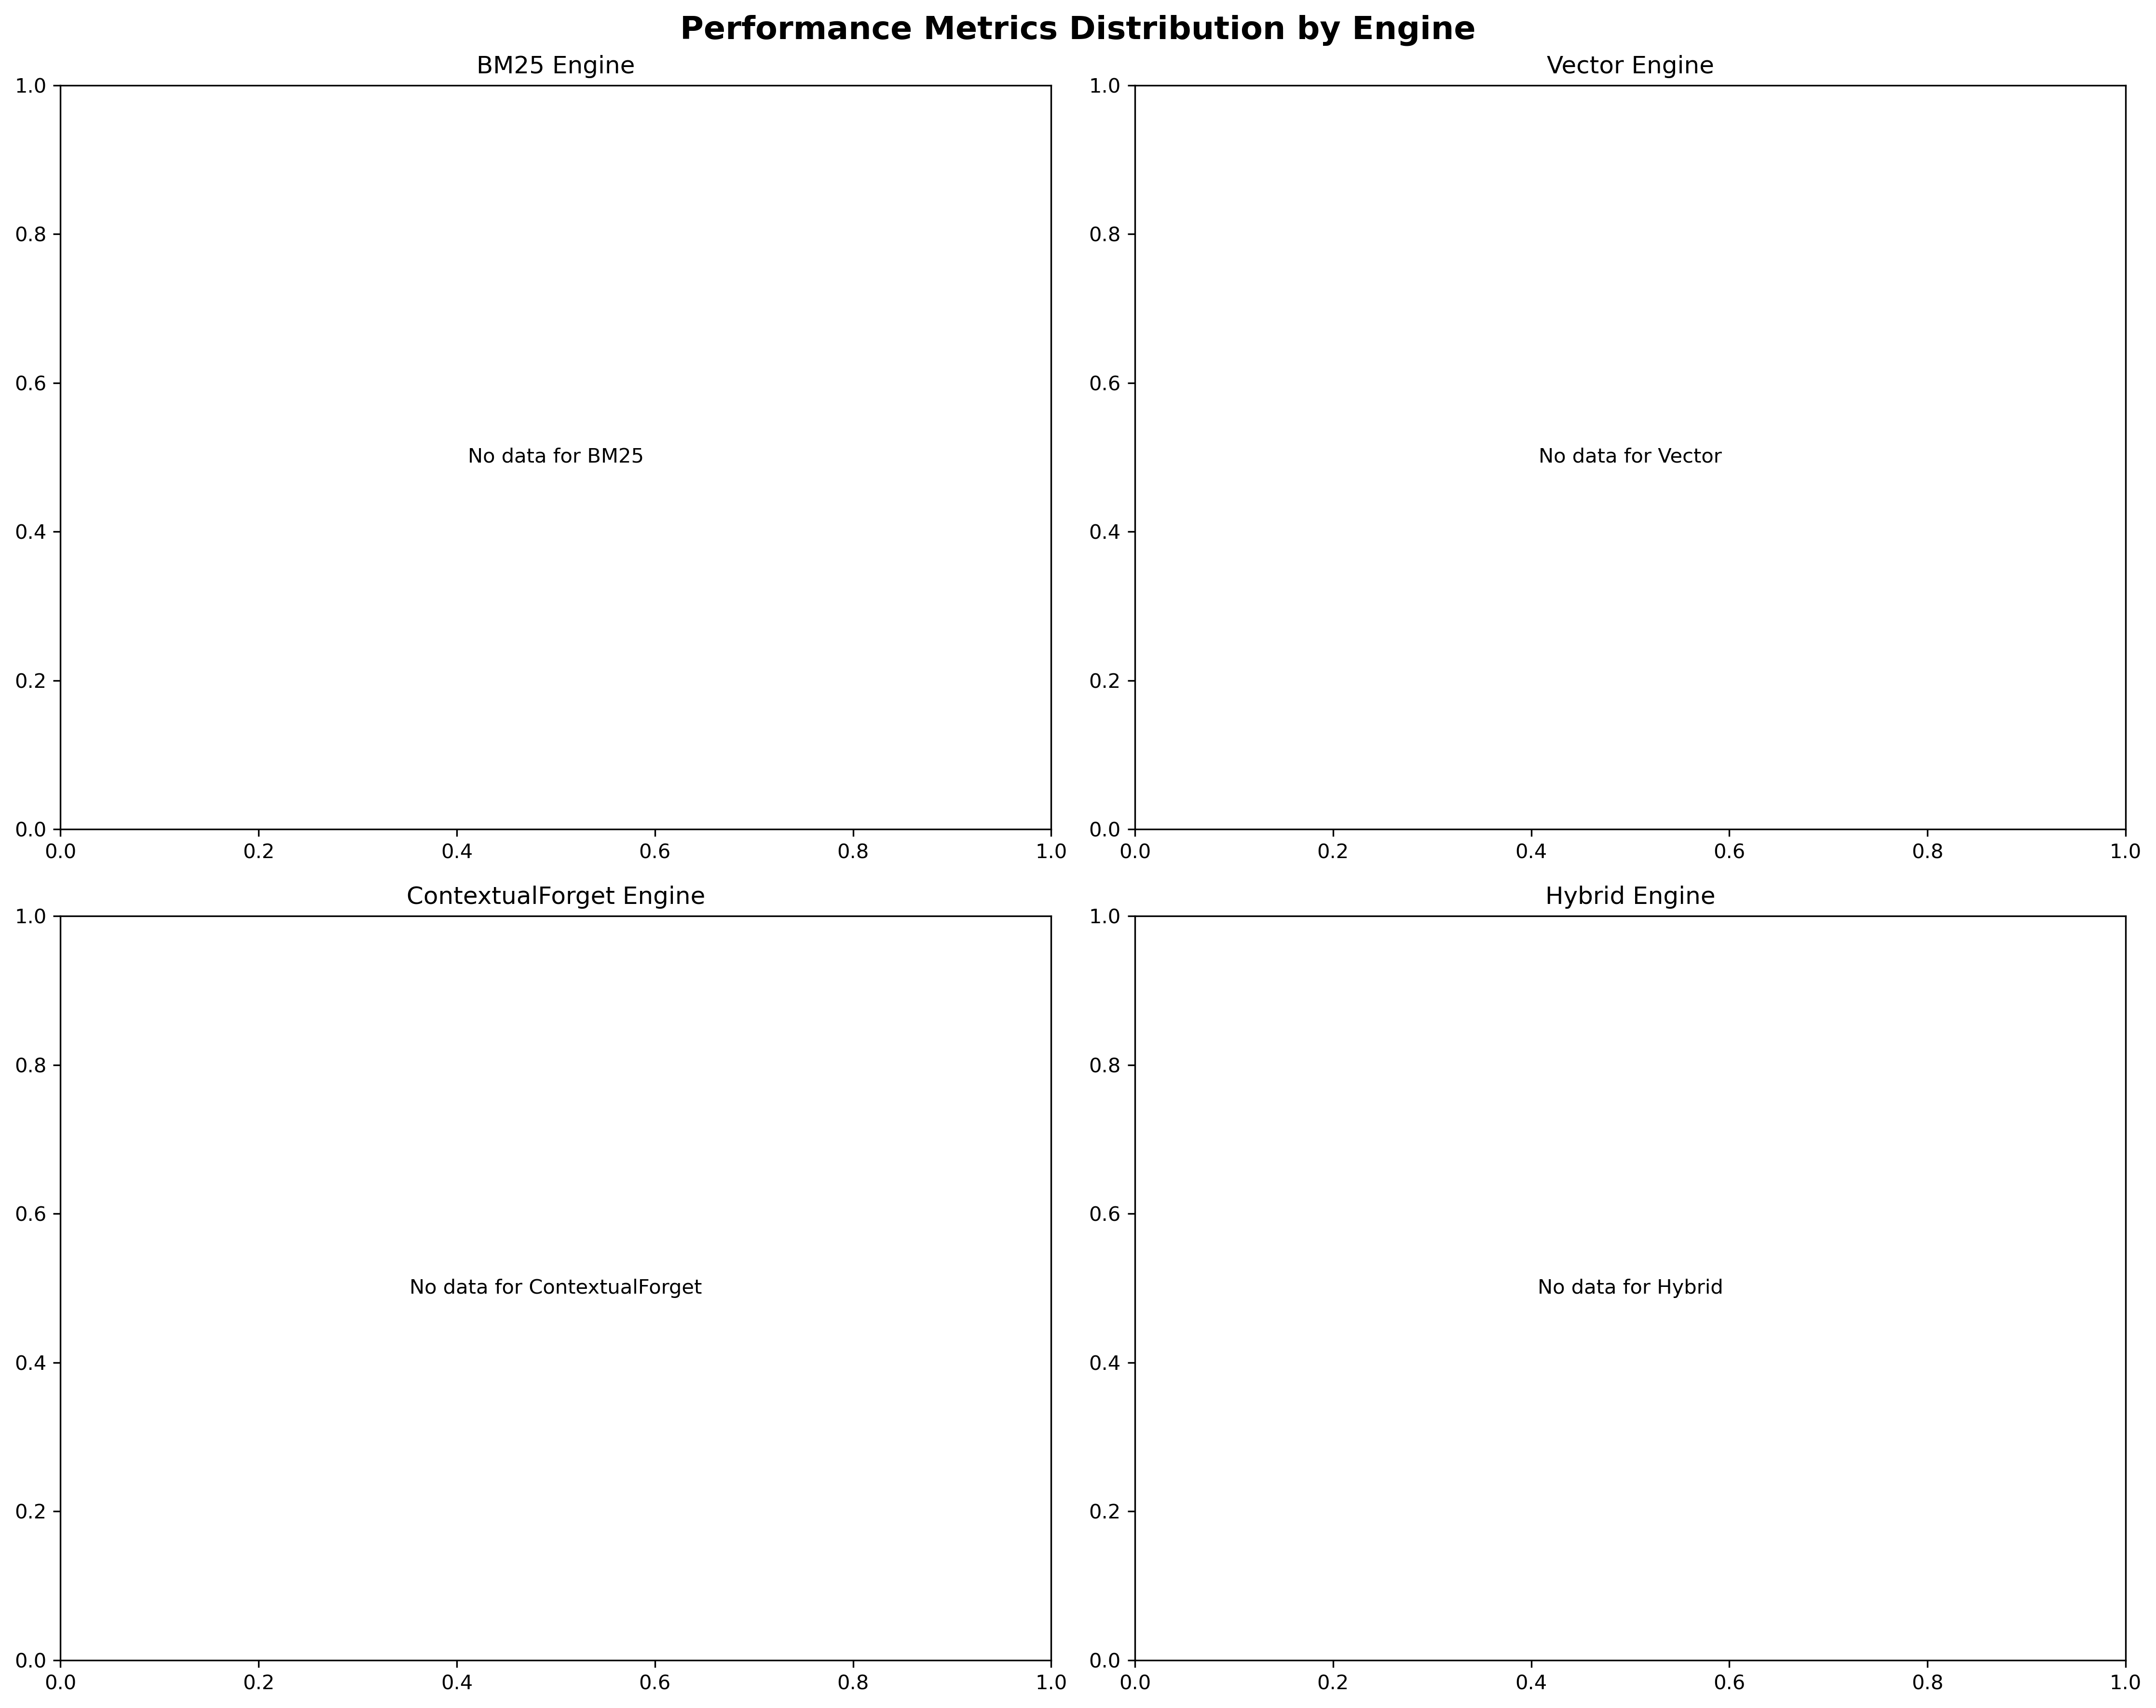 Performance Metrics Distribution by Engine
BM25 Engine
1.0
0.8
0.6
0.4
0.2
0.0
No data for BM25
0.0 0.2 0.4 0.6 0.8 1.0
Vector Engine
1.0
0.8
0.6
0.4
0.2
0.0
No data for Vector
0.0 0.2 0.4 0.6 0.8 1.0
ContextualForget Engine
1.0
0.8
0.6
0.4
0.2
0.0
No data for ContextualForget
0.0 0.2 0.4 0.6 0.8 1.0
Hybrid Engine
1.0
0.8
0.6
0.4
0.2
0.0
No data for Hybrid
0.0 0.2 0.4 0.6 0.8 1.0